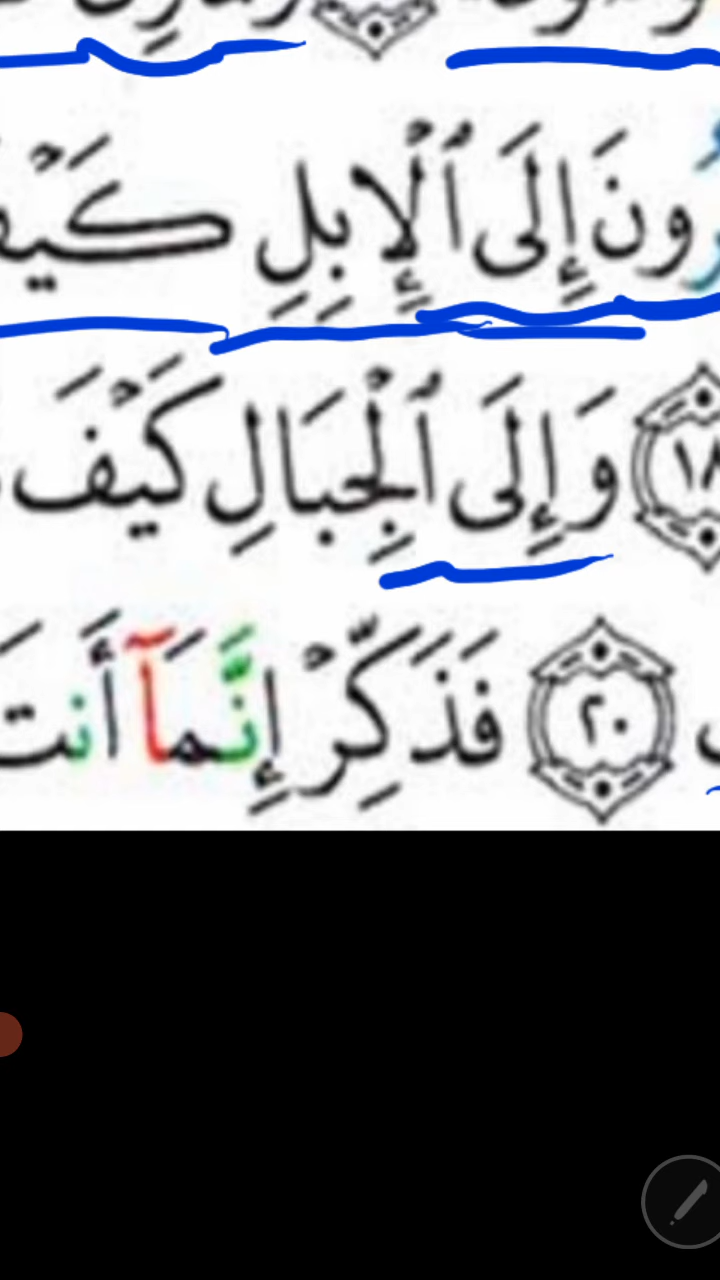 ونَ إِلَى ٱلْإِبِلِ كَيْ
١٨ وَإِلَى ٱلْجِبَالِ كَيْفَ
٢٠ فَذَكِّرْ إِنَّمَآ أَنتَ